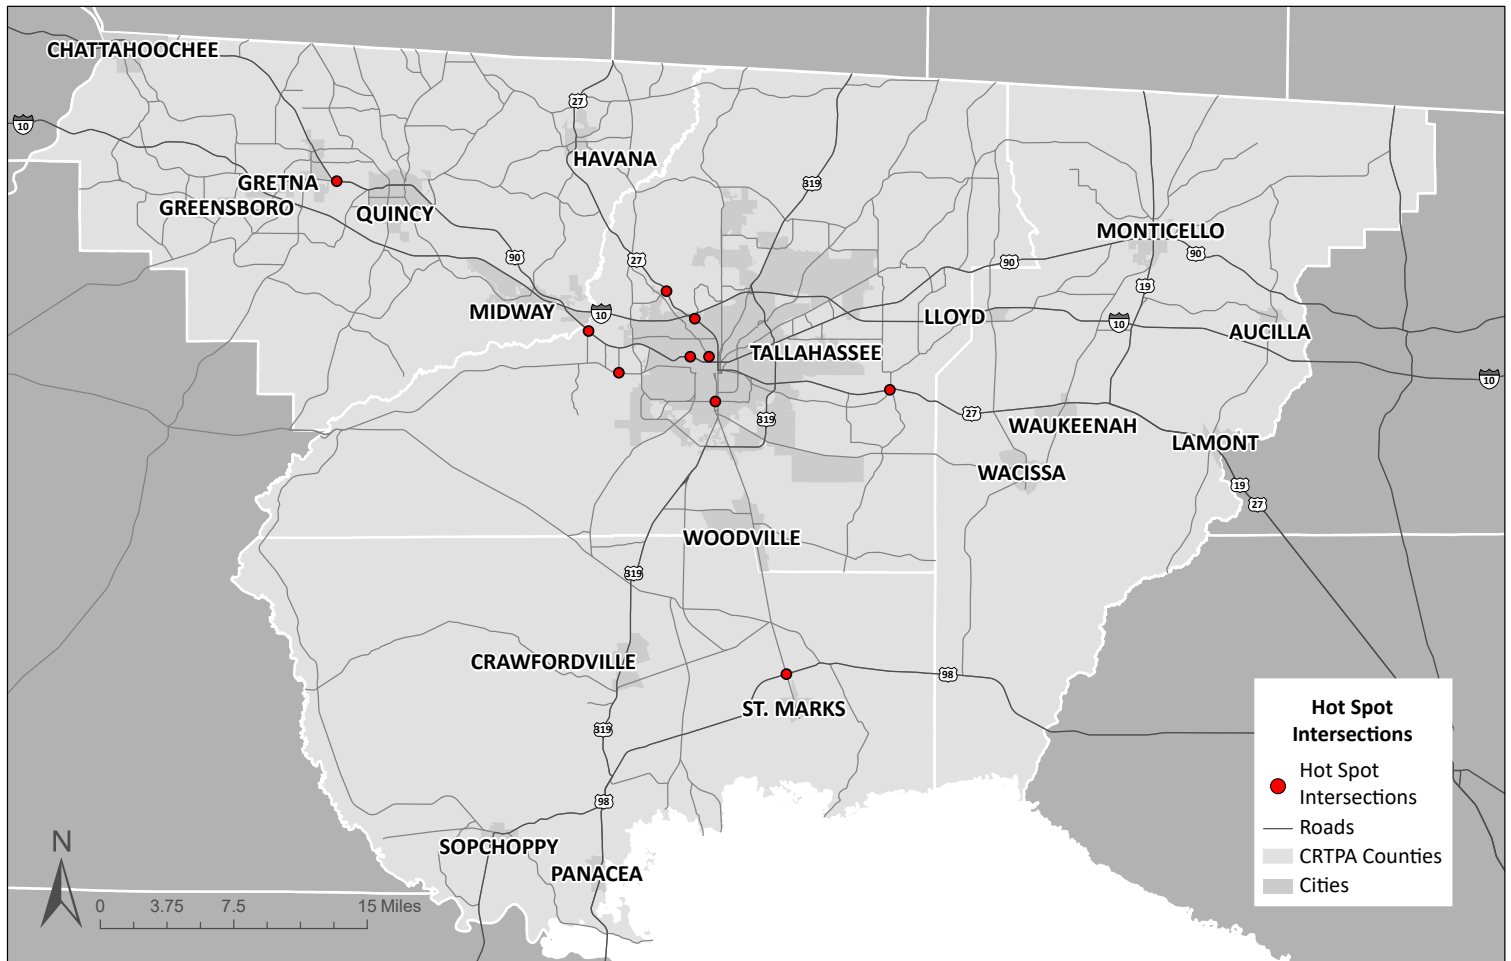 CHATTAHOOCHEE
27
10
HAVANA
GRETNA
319
GREENSBORO
QUINCY
MONTICELLO
90
27
90
90
19
MIDWAY
10
LLOYD
10
AUCILLA
TALLAHASSEE
10
27
319
WAUKEENAH
LAMONT
WACISSA
19
27
WOODVILLE
319
CRAWFORDVILLE
98
ST. MARKS
319
98
SOPCHOPPY
PANACEA
N
0 3.75 7.5 15 Miles
Hot Spot
Intersections
Hot Spot
Intersections
Roads
CRTPA Counties
Cities